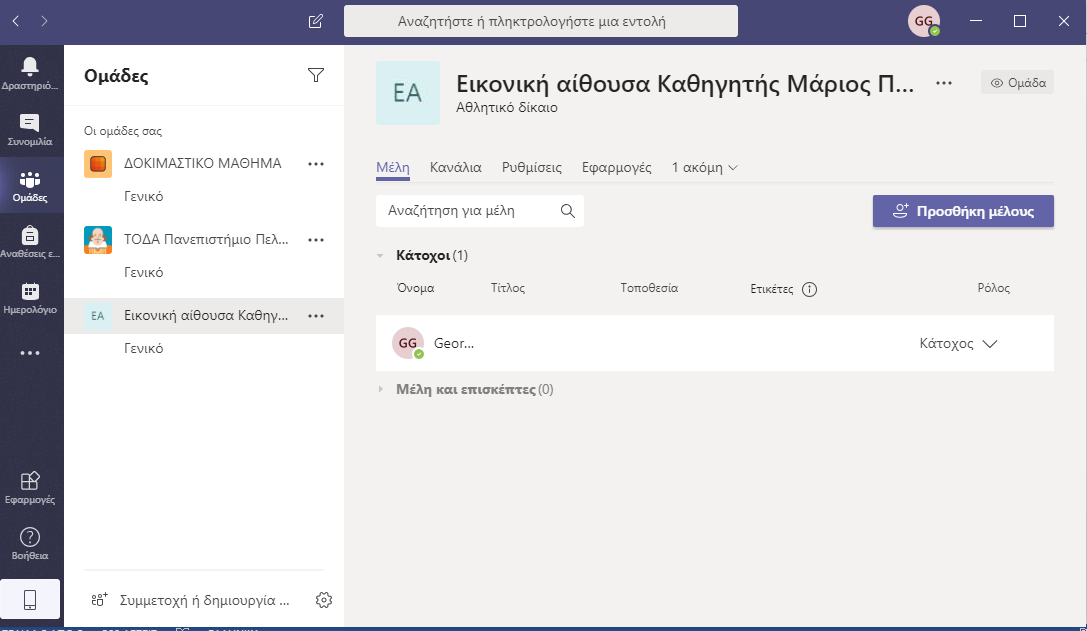 Αναζητήστε ή πληκτρολογήστε μια εντολή
GG
Δραστηριό...
Συνομιλία
Ομάδες
Αναθέσεις ε...
Ημερολόγιο
Εφαρμογές
Βοήθεια
Ομάδες
Οι ομάδες σας
ΔΟΚΙΜΑΣΤΙΚΟ ΜΑΘΗΜΑ
Γενικό
ΤΟΔΑ Πανεπιστήμιο Πελ...
Γενικό
EA Εικονική αίθουσα Καθηγ...
Γενικό
Συμμετοχή ή δημιουργία ...
EA
Εικονική αίθουσα Καθηγητής Μάριος Π...
Ομάδα
Αθλητικό δίκαιο
Μέλη Κανάλια Ρυθμίσεις Εφαρμογές 1 ακόμη
Αναζήτηση για μέλη
Προσθήκη μέλους
Κάτοχοι (1)
Όνομα Τίτλος Τοποθεσία Ετικέτες Ρόλος
GG Geor... Κάτοχος
Μέλη και επισκέπτες (0)